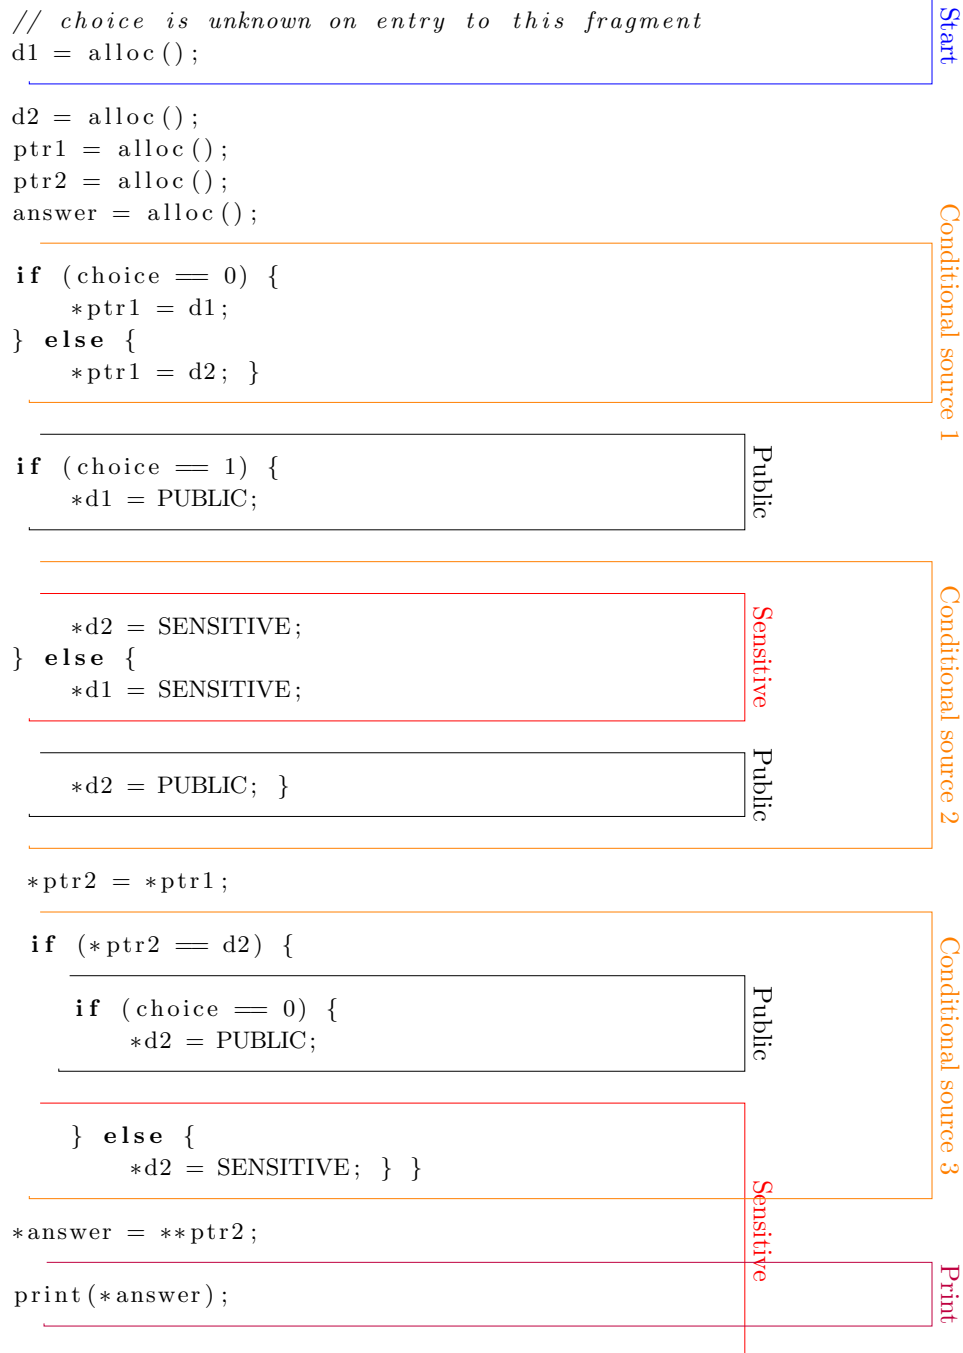 // choice is unknown on entry to this fragment
d1 = alloc();
Start
d2 = alloc();
ptr1 = alloc();
ptr2 = alloc();
answer = alloc();
if (choice == 0) {
*ptr1 = d1;
} else {
*ptr1 = d2; }
Conditional source 1
if (choice == 1) {
*d1 = PUBLIC;
Public
*d2 = SENSITIVE;
} else {
*d1 = SENSITIVE;
Sensitive
*d2 = PUBLIC; }
Public
Conditional source 2
*ptr2 = *ptr1;
if (*ptr2 == d2) {
if (choice == 0) {
*d2 = PUBLIC;
Public
} else {
*d2 = SENSITIVE; } }
Conditional source 3
*answer = **ptr2;
Sensitive
print(*answer);
Print